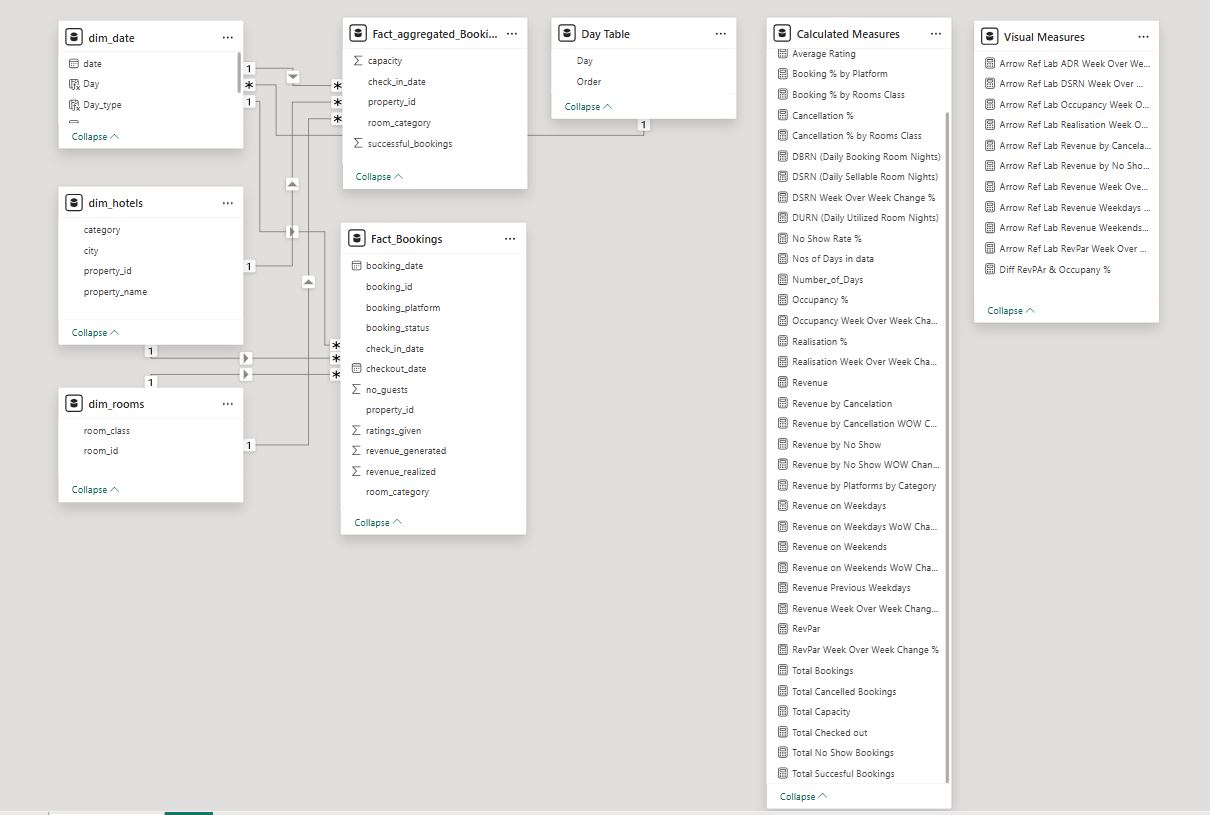 dim_date
date
Day
Day_type
Collapse
dim_hotels
category
city
property_id
property_name
Collapse
dim_rooms
room_class
room_id
Collapse
Fact_aggregated_Booki...
capacity
check_in_date
property_id
room_category
successful_bookings
Collapse
Fact_Bookings
booking_date
booking_id
booking_platform
booking_status
check_in_date
checkout_date
no_guests
property_id
ratings_given
revenue_generated
revenue_realized
room_category
Collapse
Day Table
Day
Order
Collapse
Calculated Measures
Average Rating
Booking % by Platform
Booking % by Rooms Class
Cancellation %
Cancellation % by Rooms Class
DBRN (Daily Booking Room Nights)
DSRN (Daily Sellable Room Nights)
DSRN Week Over Week Change %
DURN (Daily Utilized Room Nights)
No Show Rate %
Nos of Days in data
Number_of_Days
Occupancy %
Occupancy Week Over Week Cha...
Realisation %
Realisation Week Over Week Cha...
Revenue
Revenue by Cancelation
Revenue by Cancellation WOW C...
Revenue by No Show
Revenue by No Show WOW Chan...
Revenue by Platforms by Category
Revenue on Weekdays
Revenue on Weekdays WoW Cha...
Revenue on Weekends
Revenue on Weekends WoW Cha...
Revenue Previous Weekdays
Revenue Week Over Week Chang...
RevPar
RevPar Week Over Week Change %
Total Bookings
Total Cancelled Bookings
Total Capacity
Total Checked out
Total No Show Bookings
Total Succesful Bookings
Collapse
Visual Measures
Arrow Ref Lab ADR Week Over We...
Arrow Ref Lab DSRN Week Over ...
Arrow Ref Lab Occupancy Week O...
Arrow Ref Lab Realisation Week O...
Arrow Ref Lab Revenue by Cancela...
Arrow Ref Lab Revenue by No Sho...
Arrow Ref Lab Revenue Week Ove...
Arrow Ref Lab Revenue Weekdays ...
Arrow Ref Lab Revenue Weekends...
Arrow Ref Lab RevPar Week Over ...
Diff RevPAr & Occupany %
Collapse
1
*
1
*
*
*
1
1
1
1
1
*
*
*